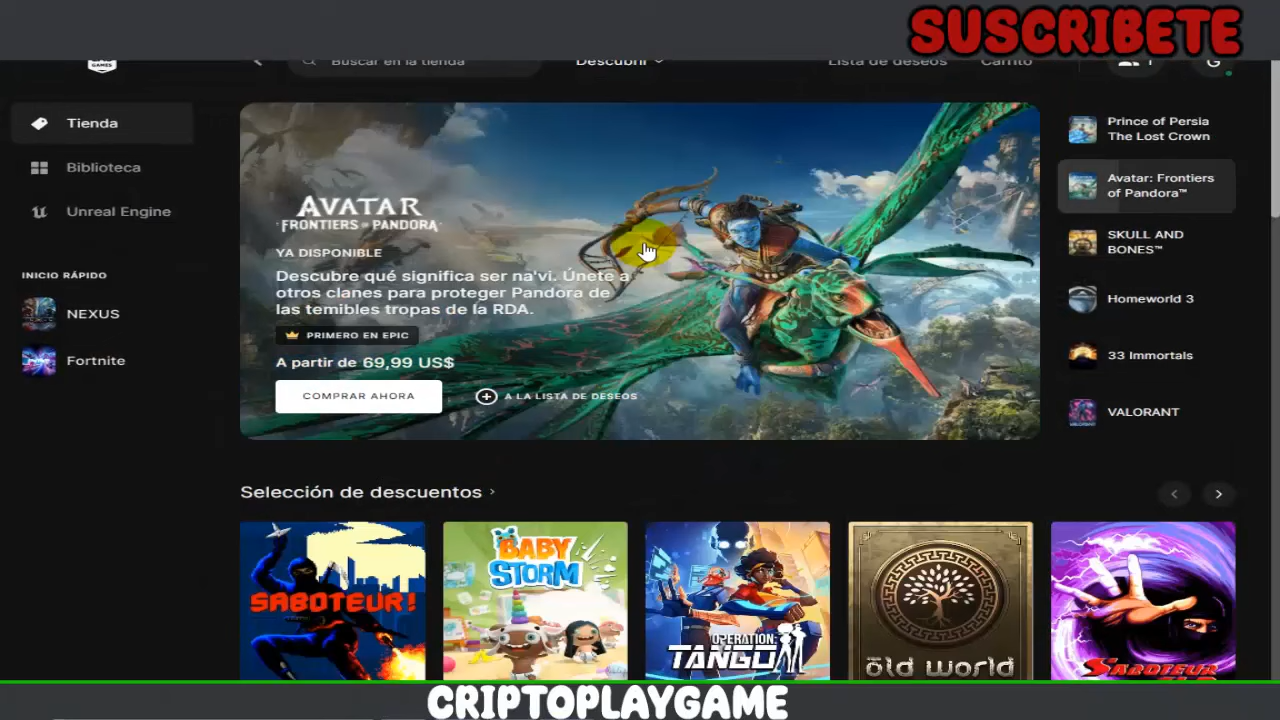 SUSCRIBETE
GAMES
Buscar en la tienda
Descubrir
Lista de deseos
Carrito
1
G
Tienda
Biblioteca
Unreal Engine
INICIO RÁPIDO
NEXUS
Fortnite
AVATAR
FRONTIERS OF PANDORA
YA DISPONIBLE
Descubre qué significa ser na'vi. Únete a
otros clanes para proteger Pandora de
las temibles tropas de la RDA.
PRIMERO EN EPIC
A partir de 69,99 US$
COMPRAR AHORA
A LA LISTA DE DESEOS
Prince of Persia
The Lost Crown
Avatar: Frontiers
of Pandora™
SKULL AND
BONES™
Homeworld 3
33 Immortals
VALORANT
Selección de descuentos
SABOTEUR!
BABY
STORM
OPERATION:
TANGO
old world
SABOTEUR
CRIPTOPLAYGAME